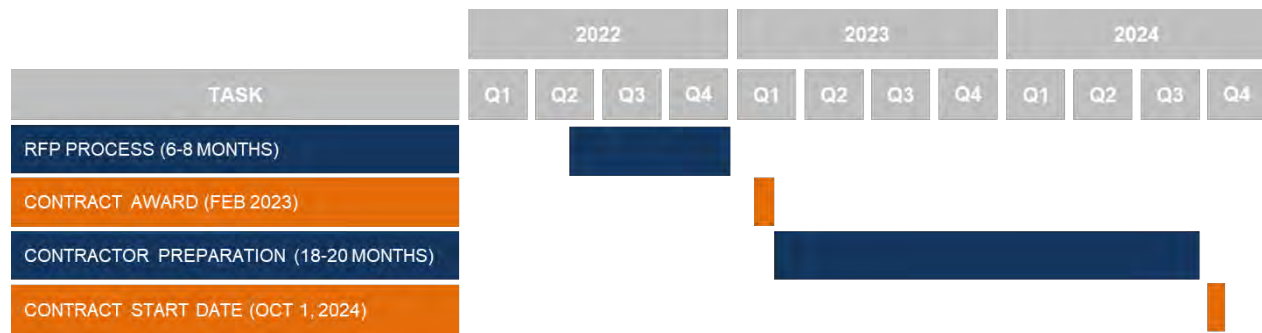 2022 2023 2024
TASK Q1 Q2 Q3 Q4 Q1 Q2 Q3 Q4 Q1 Q2 Q3 Q4
RFP PROCESS (6-8 MONTHS)
CONTRACT AWARD (FEB 2023)
CONTRACTOR PREPARATION (18-20 MONTHS)
CONTRACT START DATE (OCT 1, 2024)